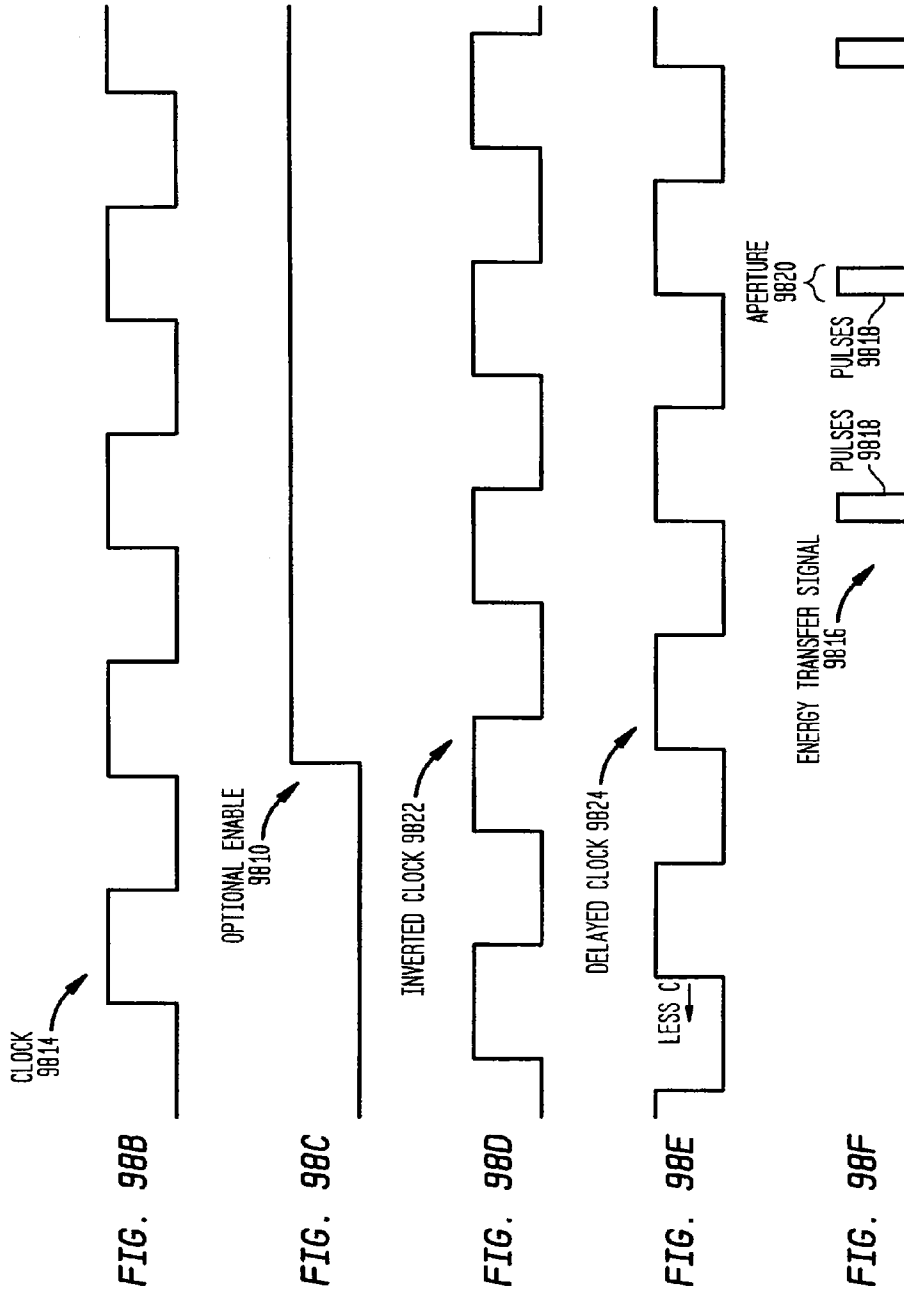 FIG. 98B
CLOCK
9814
FIG. 98C
OPTIONAL ENABLE
9810
FIG. 98D
INVERTED CLOCK 9822
FIG. 98E
LESS C
DELAYED CLOCK 9824
FIG. 98F
ENERGY TRANSFER SIGNAL
9816
PULSES
9818
PULSES
9818
APERTURE
9820